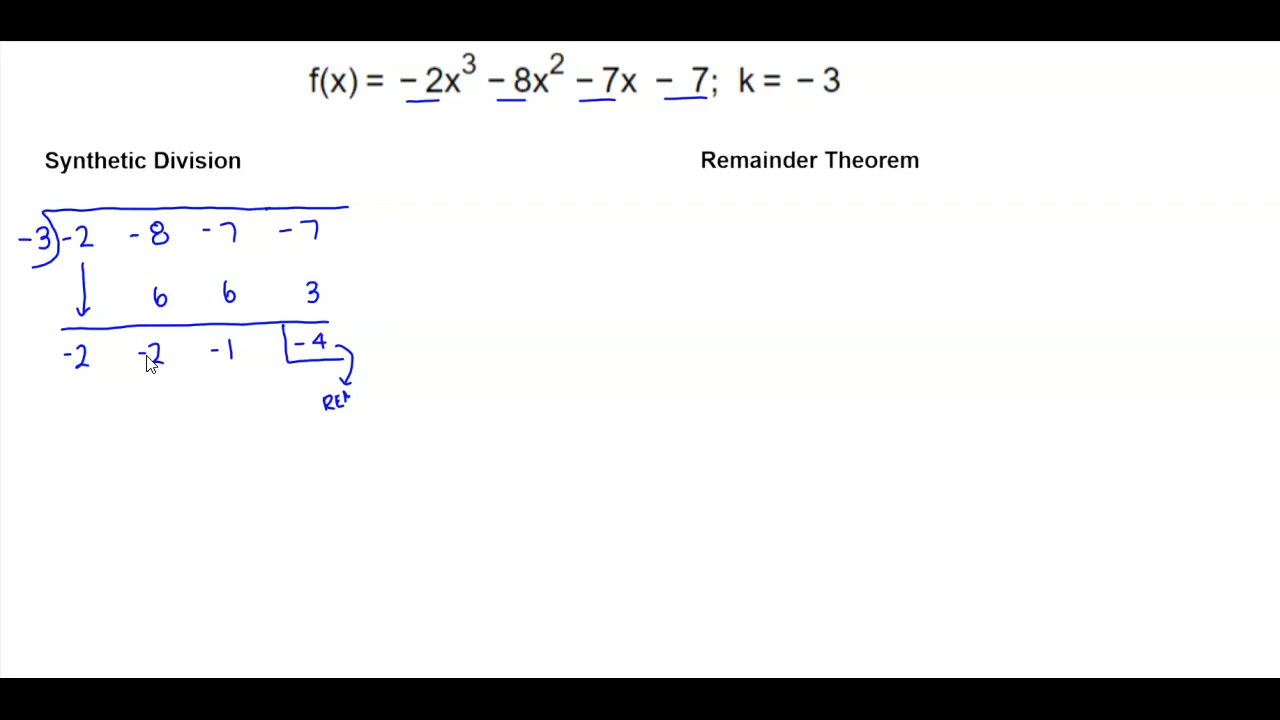 f(x) = − 2x³ − 8x² − 7x − 7; k = − 3
Synthetic Division
Remainder Theorem
-3) -2 -8 -7 -7
6 6 3
-2 -2 -1 -4
REM